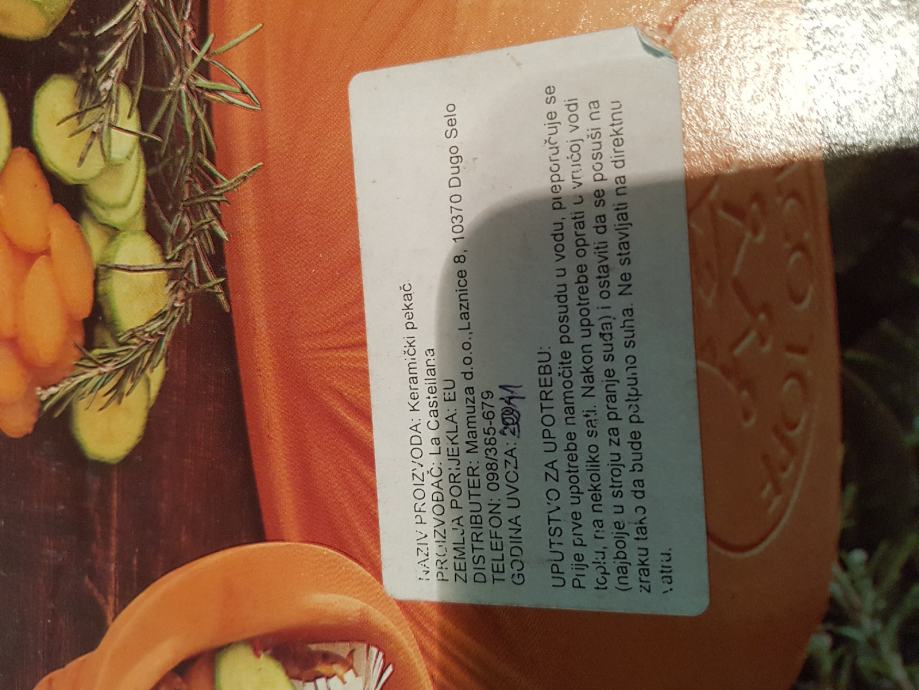 NAZIV PROIZVODA: Keramički pekač
PROIZVOĐAČ: La Castellana
ZEMLJA PORIJEKLA: EU
DISTRIBUTER: Mamuza d.o.o.,Laznice 8, 10370 Dugo Selo
TELEFON: 098/385-679
GODINA UVOZA:
UPUTSTVO ZA UPOTREBU:
Prije prve upotrebe namočite posudu u vodu, preporučuje se
toplu, na nekoliko sati. Nakon upotrebe oprati u vrućoj vodi
(najbolje u stroju za pranje suđa) i ostaviti da se posuši na
zraku tako da bude potpuno suha. Ne stavljati na direktnu
vatru.